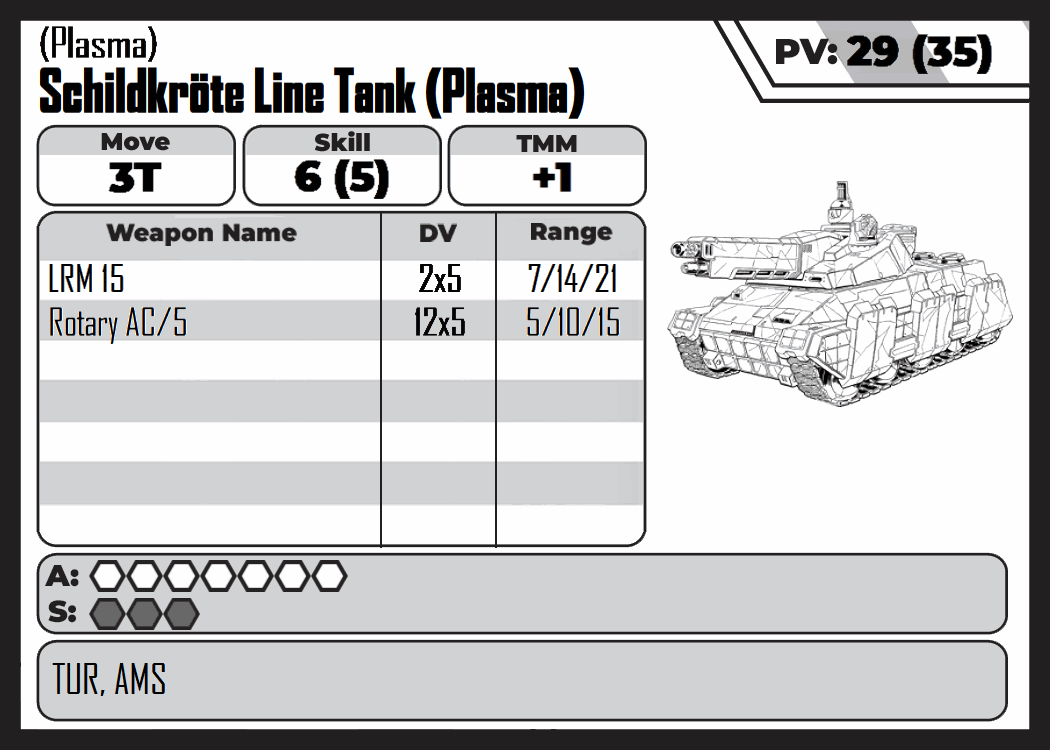 (Plasma)
Schildkröte Line Tank (Plasma)
PV: 29 (35)
Move
3T
Skill
6 (5)
TMM
+1
Weapon Name DV Range
LRM 15 2x5 7/14/21
Rotary AC/5 12x5 5/10/15
A:
S:
TUR, AMS